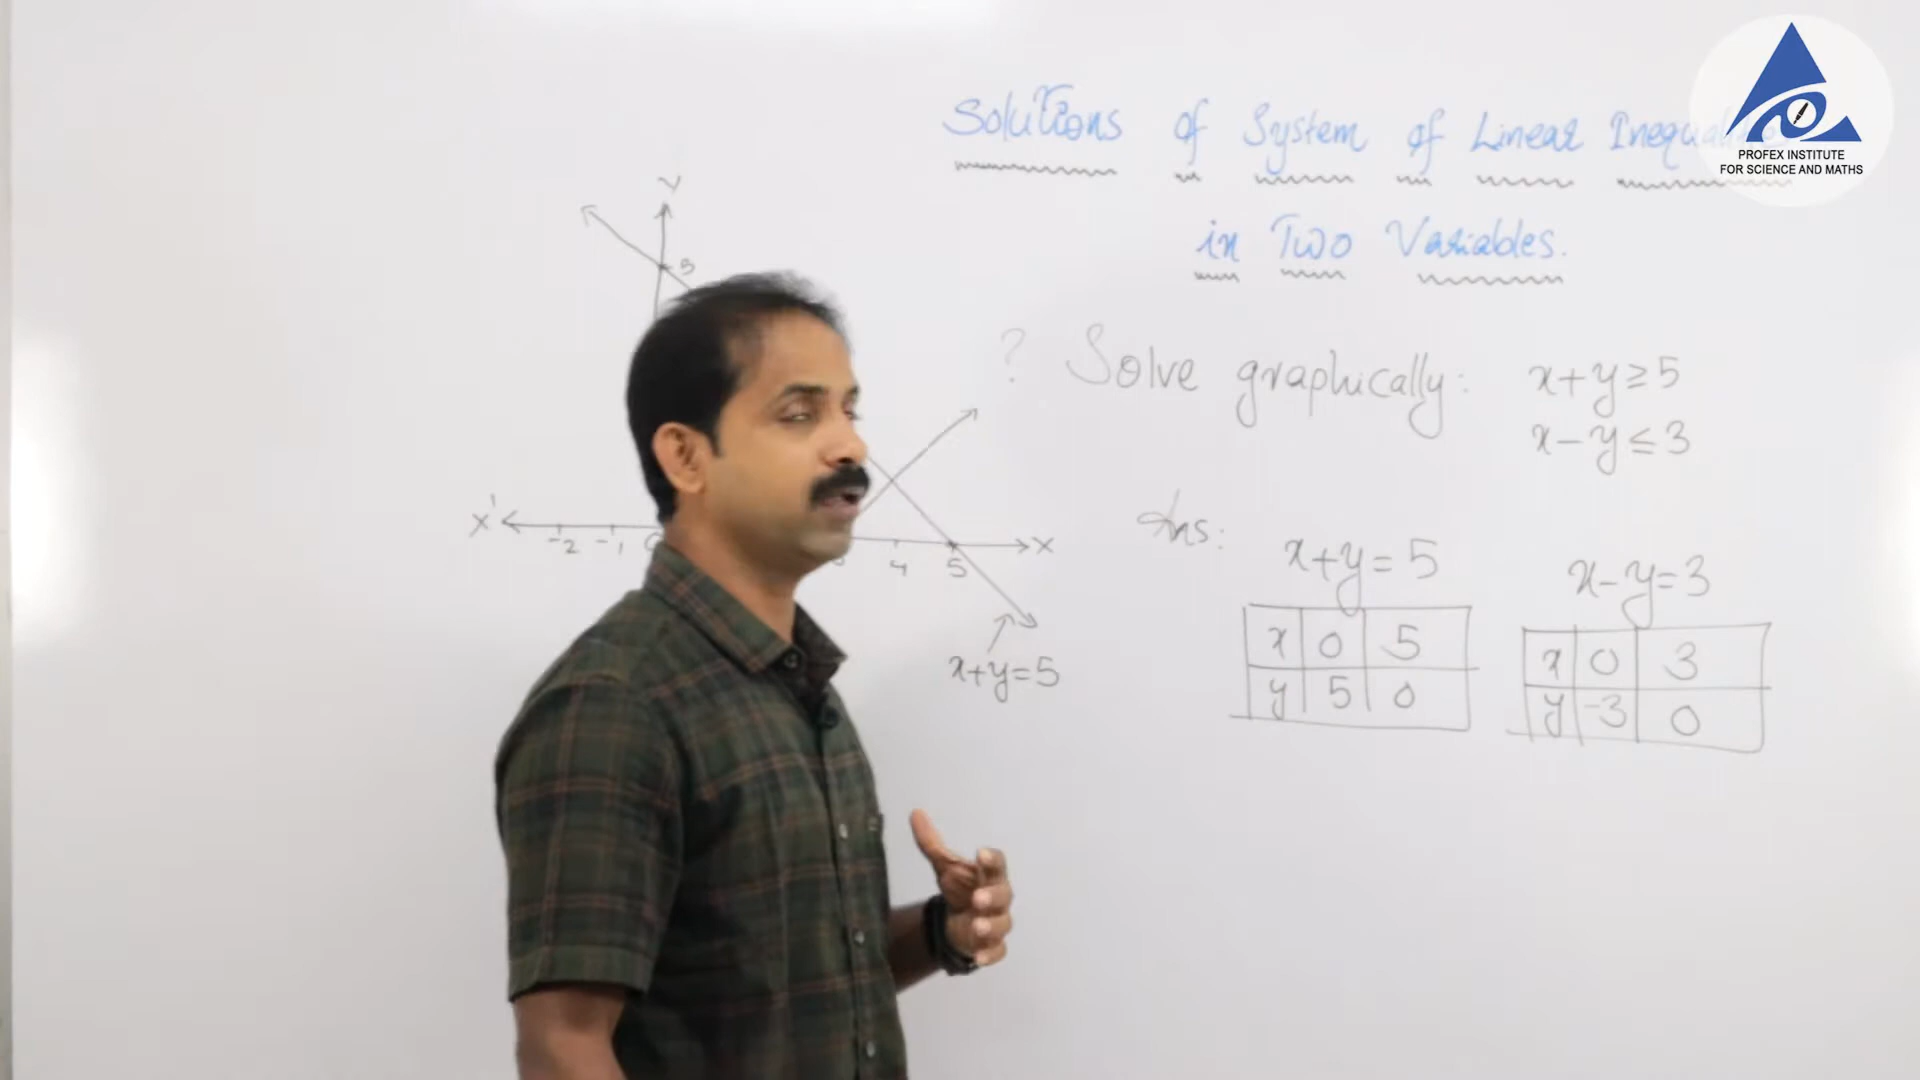 Solutions of System of Linear
in Two Variables.
? Solve graphically: x+y≥5
x-y≤3
Ans:
x+y=5
x 0 5
y 5 0
x-y=3
x 0 3
y -3 0
Y
5
X' -2 -1 4 5 X
x+y=5
PROFEX INSTITUTE
FOR SCIENCE AND MATHS